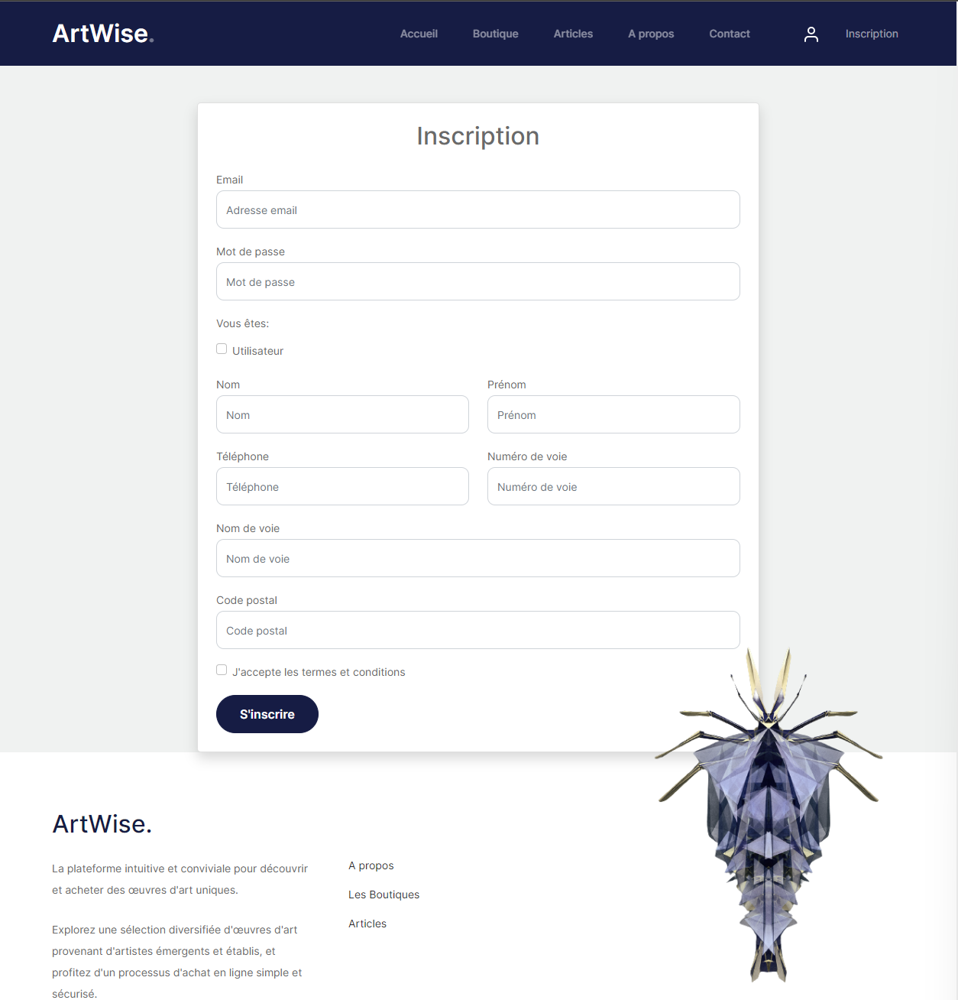 ArtWise.
Accueil
Boutique
Articles
A propos
Contact
Inscription
Inscription
Email
Adresse email
Mot de passe
Mot de passe
Vous êtes:
Utilisateur
Nom
Prénom
Nom
Prénom
Téléphone
Numéro de voie
Téléphone
Numéro de voie
Nom de voie
Nom de voie
Code postal
Code postal
J'accepte les termes et conditions
S'inscrire
ArtWise.
La plateforme intuitive et conviviale pour découvrir
et acheter des œuvres d'art uniques.
Explorez une sélection diversifiée d'œuvres d'art
provenant d'artistes émergents et établis, et
profitez d'un processus d'achat en ligne simple et
sécurisé.
A propos
Les Boutiques
Articles